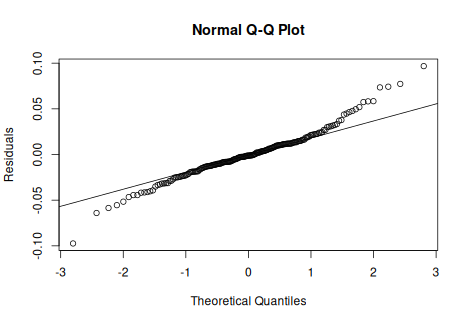 Normal Q-Q Plot
Residuals
0.10
0.05
0.00
-0.05
-0.10
-3 -2 -1 0 1 2 3
Theoretical Quantiles